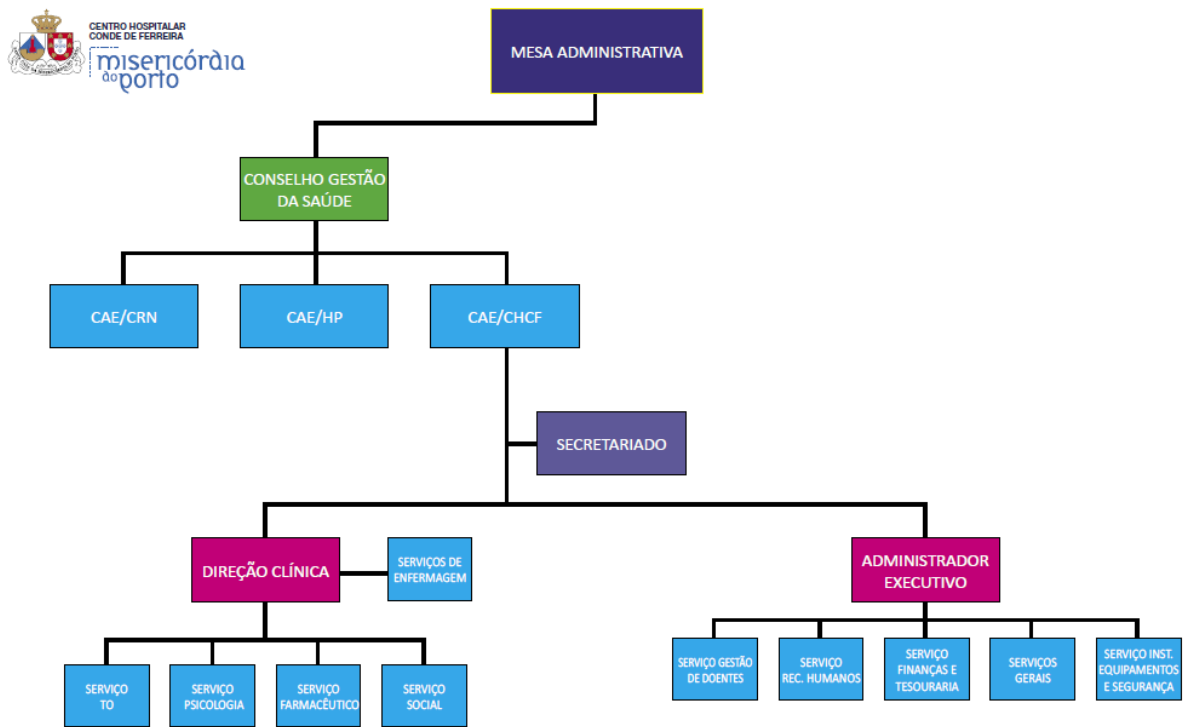 CENTRO HOSPITALAR
CONDE DE FERREIRA
misericórdia
do porto
MESA ADMINISTRATIVA
CONSELHO GESTÃO
DA SAÚDE
CAE/CRN
CAE/HP
CAE/CHCF
SECRETARIADO
DIREÇÃO CLÍNICA
SERVIÇOS DE
ENFERMAGEM
ADMINISTRADOR
EXECUTIVO
SERVIÇO
TO
SERVIÇO
PSICOLOGIA
SERVIÇO
FARMACÊUTICO
SERVIÇO
SOCIAL
SERVIÇO GESTÃO
DE DOENTES
SERVIÇO
REC. HUMANOS
SERVIÇO
FINANÇAS E
TESOURARIA
SERVIÇOS
GERAIS
SERVIÇO INST.
EQUIPAMENTOS
E SEGURANÇA